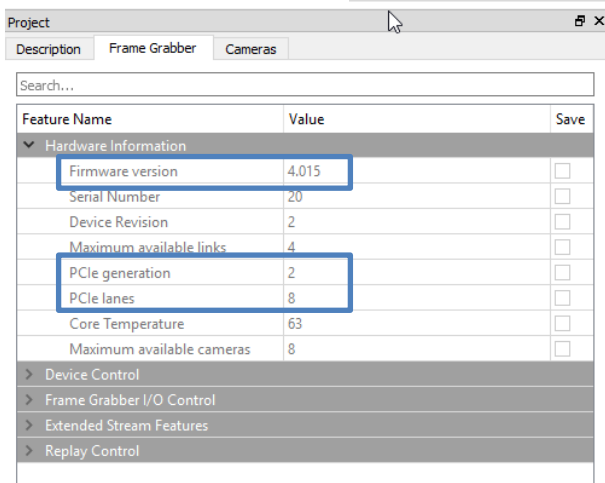 Project
Description Frame Grabber Cameras
Search...
Feature Name Value Save
Hardware Information
Firmware version 4.015
Serial Number 20
Device Revision 2
Maximum available links 4
PCIe generation 2
PCIe lanes 8
Core Temperature 63
Maximum available cameras 8
Device Control
Frame Grabber I/O Control
Extended Stream Features
Replay Control